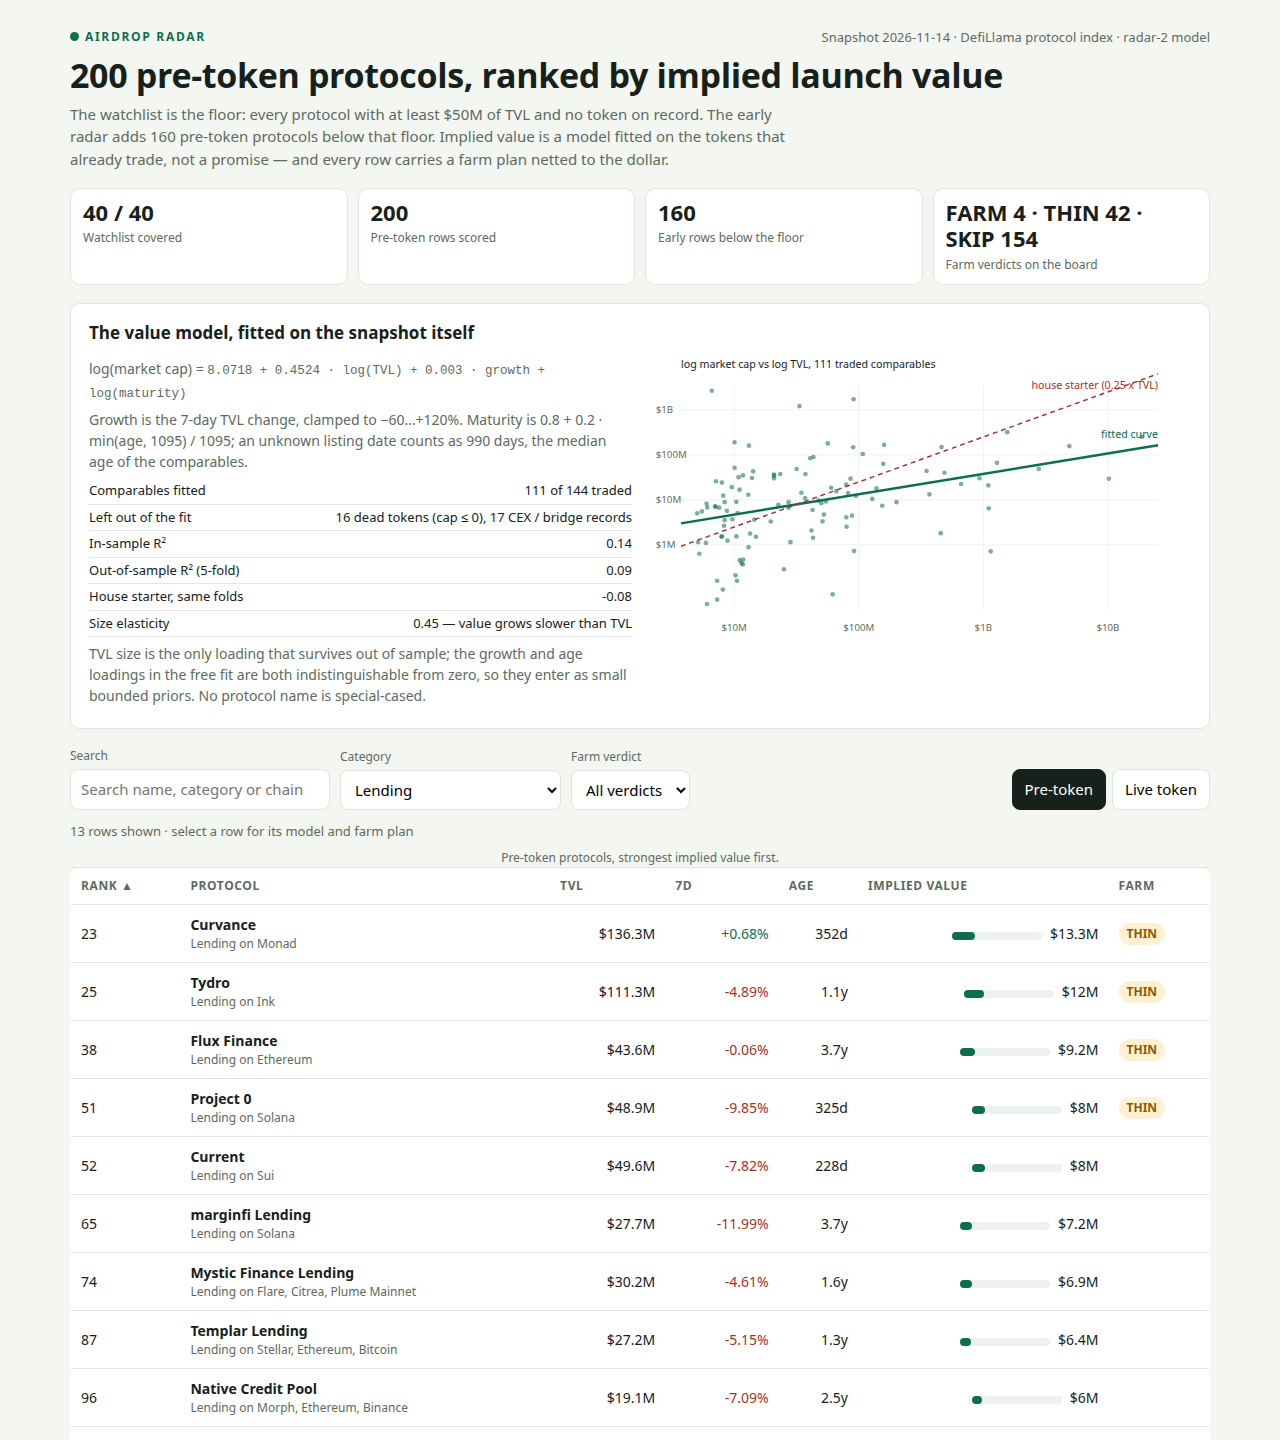 AIRDROP RADAR
Snapshot 2026-11-14 · DefiLlama protocol index · radar-2 model
200 pre-token protocols, ranked by implied launch value
The watchlist is the floor: every protocol with at least $50M of TVL and no token on record. The early
radar adds 160 pre-token protocols below that floor. Implied value is a model fitted on the tokens that
already trade, not a promise — and every row carries a farm plan netted to the dollar.
40 / 40
Watchlist covered
200
Pre-token rows scored
160
Early rows below the floor
FARM 4 · THIN 42 ·
SKIP 154
Farm verdicts on the board
The value model, fitted on the snapshot itself
log(market cap) = 8.0718 + 0.4524 · log(TVL) + 0.003 · growth +
log(maturity)
Growth is the 7-day TVL change, clamped to −60…+120%. Maturity is 0.8 + 0.2 ·
min(age, 1095) / 1095; an unknown listing date counts as 990 days, the median
age of the comparables.
Comparables fitted 111 of 144 traded
Left out of the fit 16 dead tokens (cap ≤ 0), 17 CEX / bridge records
In-sample R² 0.14
Out-of-sample R² (5-fold) 0.09
House starter, same folds -0.08
Size elasticity 0.45 — value grows slower than TVL
TVL size is the only loading that survives out of sample; the growth and age
loadings in the free fit are both indistinguishable from zero, so they enter as small
bounded priors. No protocol name is special-cased.
log market cap vs log TVL, 111 traded comparables
house starter (0.25 x TVL)
fitted curve
$1B
$100M
$10M
$1M
$10M $100M $1B $10B
Search
Search name, category or chain
Category
Lending
Farm verdict
All verdicts
Pre-token
Live token
13 rows shown · select a row for its model and farm plan
Pre-token protocols, strongest implied value first.
RANK ▲ PROTOCOL TVL 7D AGE IMPLIED VALUE FARM
23 Curvance $136.3M +0.68% 352d $13.3M THIN
Lending on Monad
25 Tydro $111.3M -4.89% 1.1y $12M THIN
Lending on Ink
38 Flux Finance $43.6M -0.06% 3.7y $9.2M THIN
Lending on Ethereum
51 Project 0 $48.9M -9.85% 325d $8M THIN
Lending on Solana
52 Current $49.6M -7.82% 228d $8M
Lending on Sui
65 marginfi Lending $27.7M -11.99% 3.7y $7.2M
Lending on Solana
74 Mystic Finance Lending $30.2M -4.61% 1.6y $6.9M
Lending on Flare, Citrea, Plume Mainnet
87 Templar Lending $27.2M -5.15% 1.3y $6.4M
Lending on Stellar, Ethereum, Bitcoin
96 Native Credit Pool $19.1M -7.09% 2.5y $6M
Lending on Morph, Ethereum, Binance